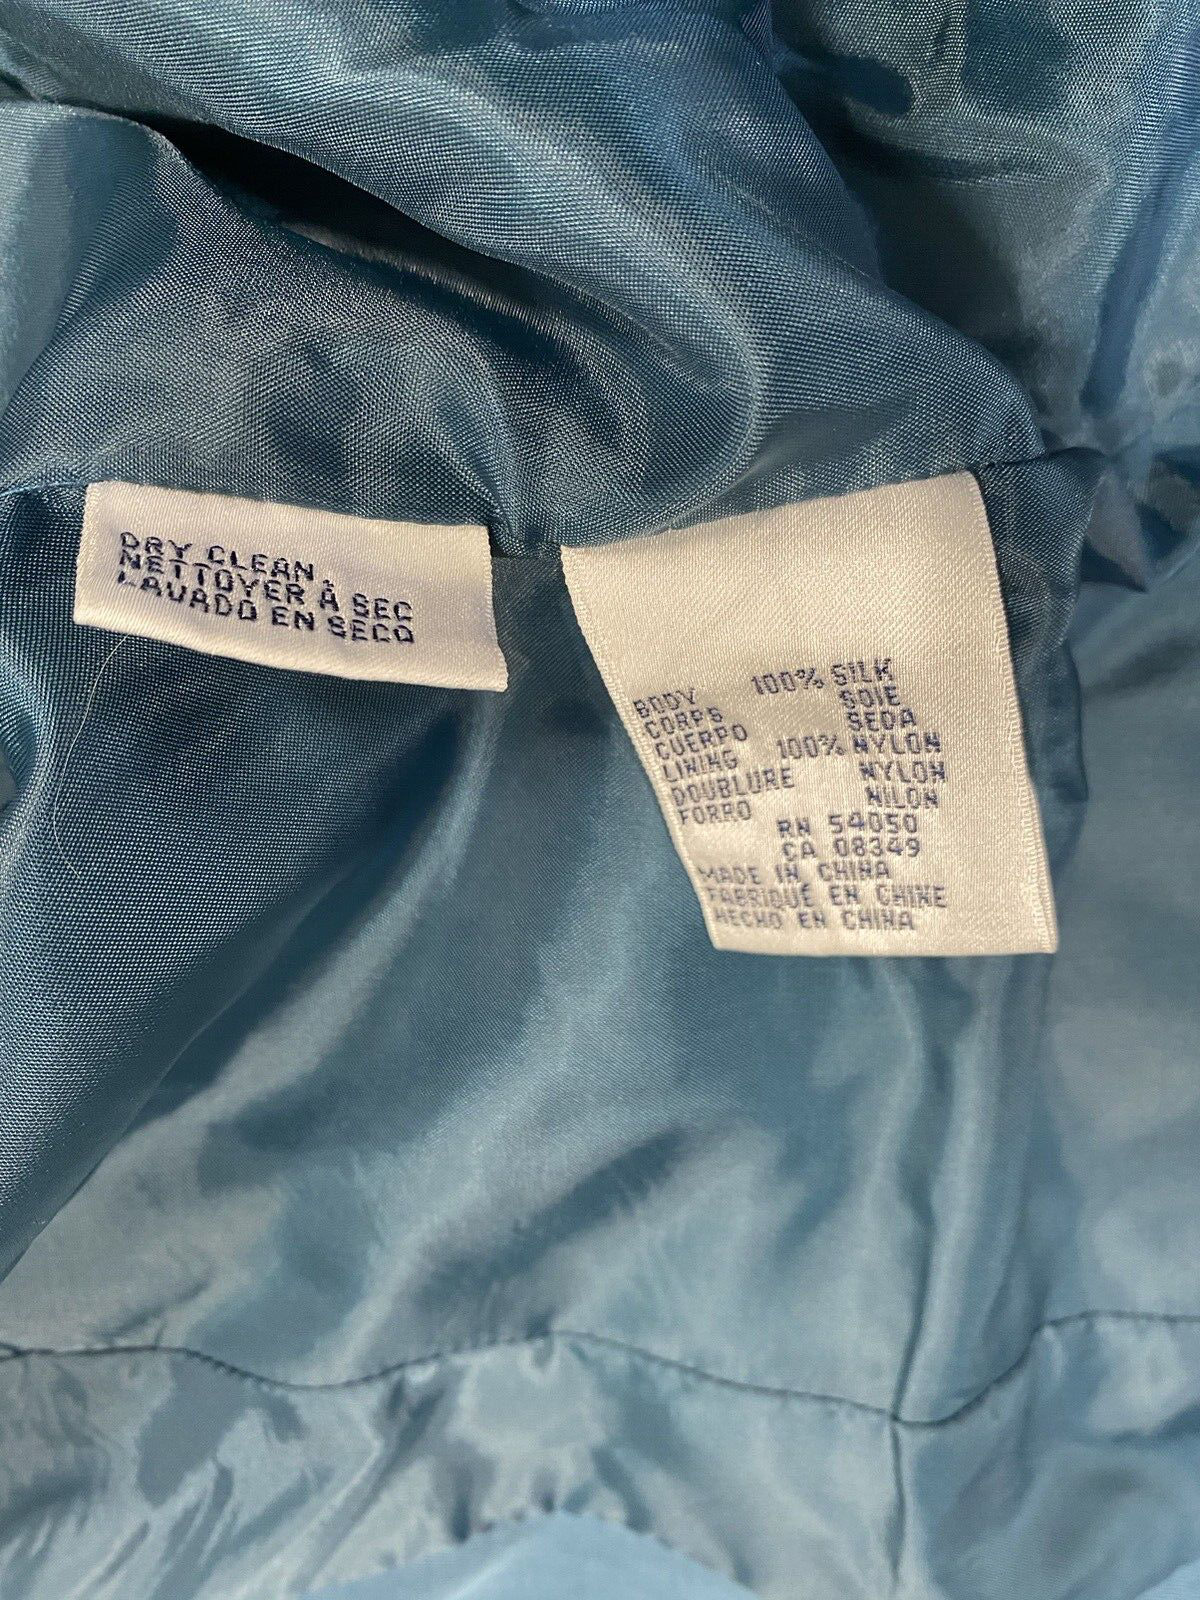 DRY CLEAN
NETTOYER À SEC
LAVADO EN SECO
BODY 100% SILK
CORPS SOIE
CUERPO SEDA
LINING 100% NYLON
DOUBLURE NYLON
FORRO NILON
RN 54050
CA 08349
MADE IN CHINA
FABRIQUÉ EN CHINE
HECHO EN CHINA